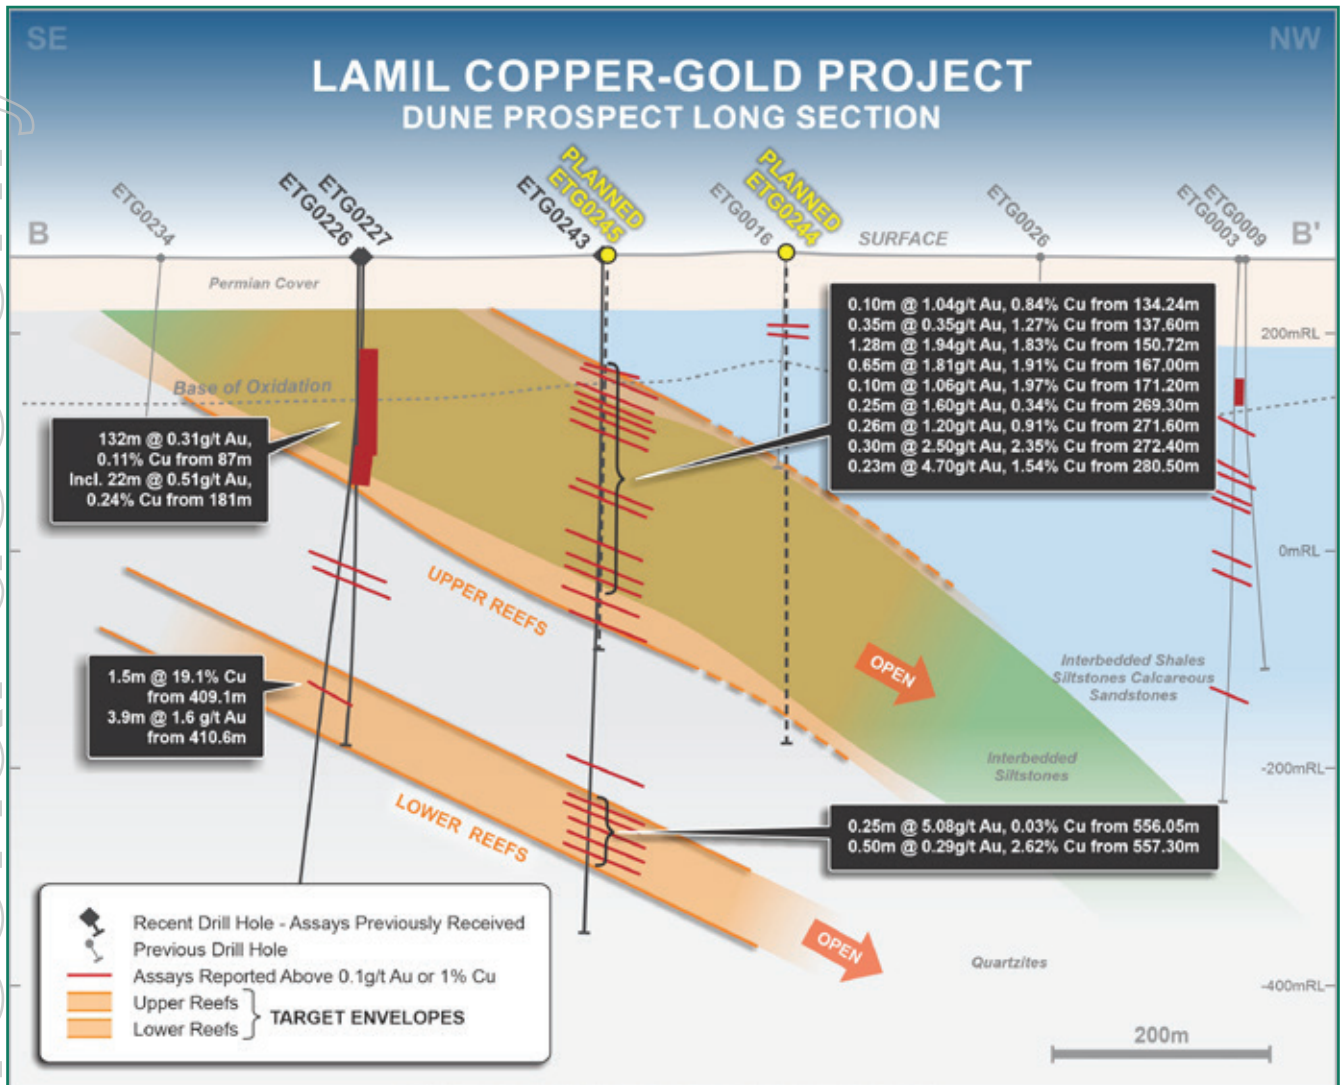 SE
NW
LAMIL COPPER-GOLD PROJECT
DUNE PROSPECT LONG SECTION
ETG0234
ETG0226
ETG0227
ETG0243
PLANNED
ETG0245
ETG0016
PLANNED
ETG0244
ETG0026
ETG0003
ETG0009
B
SURFACE
B'
Permian Cover
200mRL
0.10m @ 1.04g/t Au, 0.84% Cu from 134.24m
0.35m @ 0.35g/t Au, 1.27% Cu from 137.60m
1.28m @ 1.94g/t Au, 1.83% Cu from 150.72m
0.65m @ 1.81g/t Au, 1.91% Cu from 167.00m
0.10m @ 1.06g/t Au, 1.97% Cu from 171.20m
0.25m @ 1.60g/t Au, 0.34% Cu from 269.30m
0.26m @ 1.20g/t Au, 0.91% Cu from 271.60m
0.30m @ 2.50g/t Au, 2.35% Cu from 272.40m
0.23m @ 4.70g/t Au, 1.54% Cu from 280.50m
Base of Oxidation
132m @ 0.31g/t Au,
0.11% Cu from 87m
Incl. 22m @ 0.51g/t Au,
0.24% Cu from 181m
0mRL
UPPER REEFS
OPEN
Interbedded Shales
Siltstones Calcareous
Sandstones
1.5m @ 19.1% Cu
from 409.1m
3.9m @ 1.6 g/t Au
from 410.6m
Interbedded
Siltstones
-200mRL
LOWER REEFS
0.25m @ 5.08g/t Au, 0.03% Cu from 556.05m
0.50m @ 0.29g/t Au, 2.62% Cu from 557.30m
OPEN
Quartzites
-400mRL
Recent Drill Hole - Assays Previously Received
Previous Drill Hole
Assays Reported Above 0.1g/t Au or 1% Cu
Upper Reefs
Lower Reefs
TARGET ENVELOPES
200m